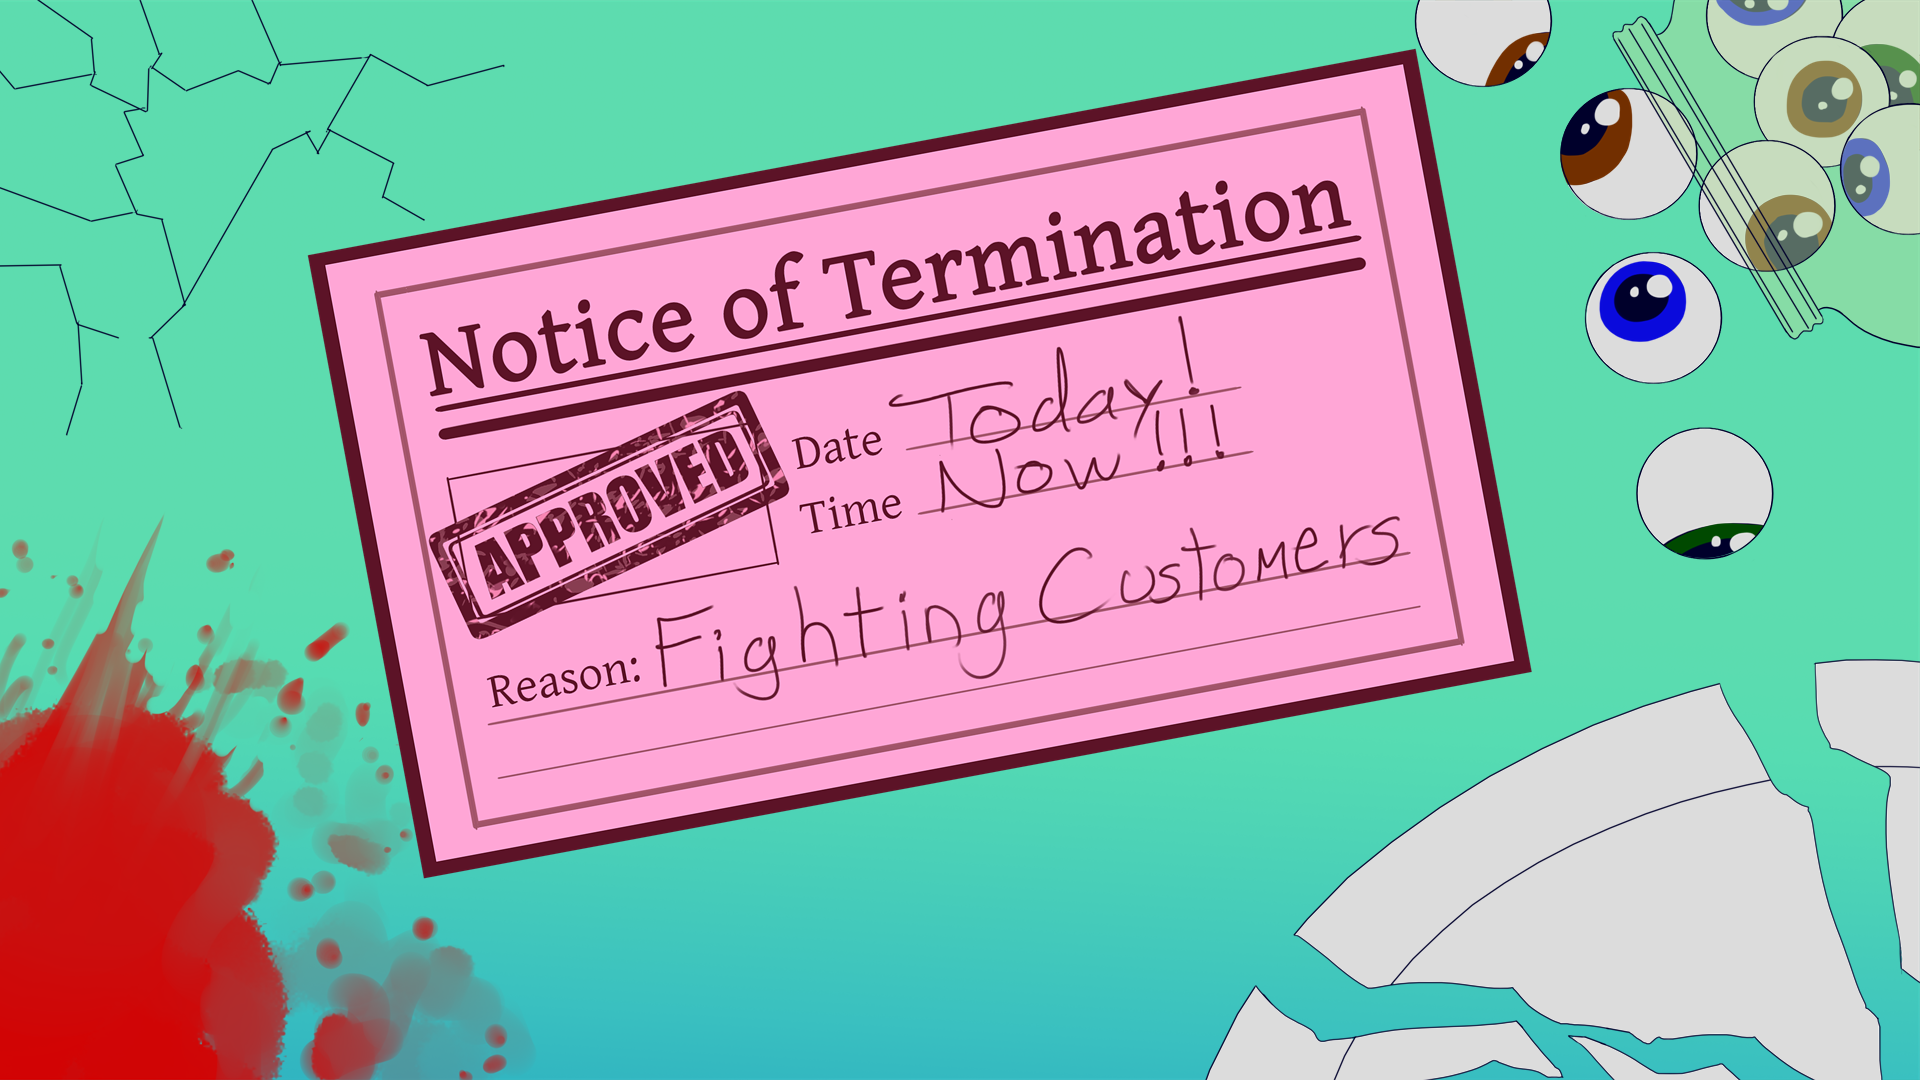 Notice of Termination
APPROVED
Date Today!
Time Now!!!
Reason: Fighting Customers